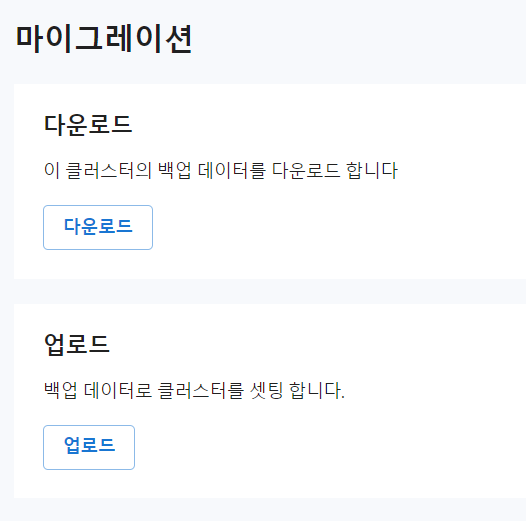 마이그레이션
다운로드
이 클러스터의 백업 데이터를 다운로드 합니다
다운로드
업로드
백업 데이터로 클러스터를 셋팅 합니다.
업로드